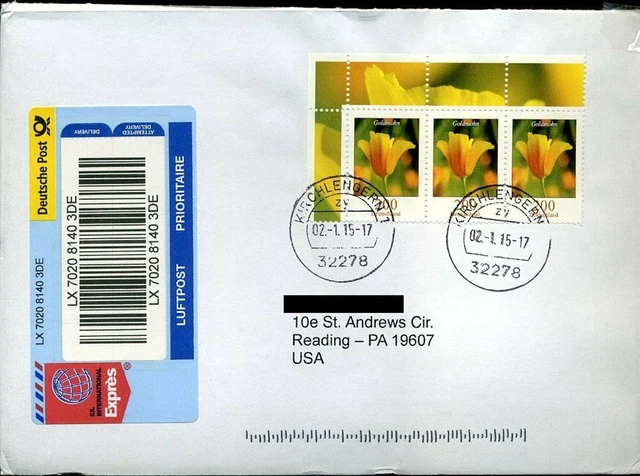 Deutsche Post
ATTEMPTED
DELIVERY
DELIVERY
LX 7020 8140 3DE
LX 7020 8140 3DE
LX 7020 8140 3DE
LUFTPOST PRIORITAIRE
EIL
INTERNATIONAL
Exprès
Goldmohn
Goldmohn
Goldmohn
KIRCHLENGERN 1
zy
02.-1.15-17
32278
KIRCHLENGERN
zy
02.-1.15-17
32278
10e St. Andrews Cir.
Reading – PA 19607
USA